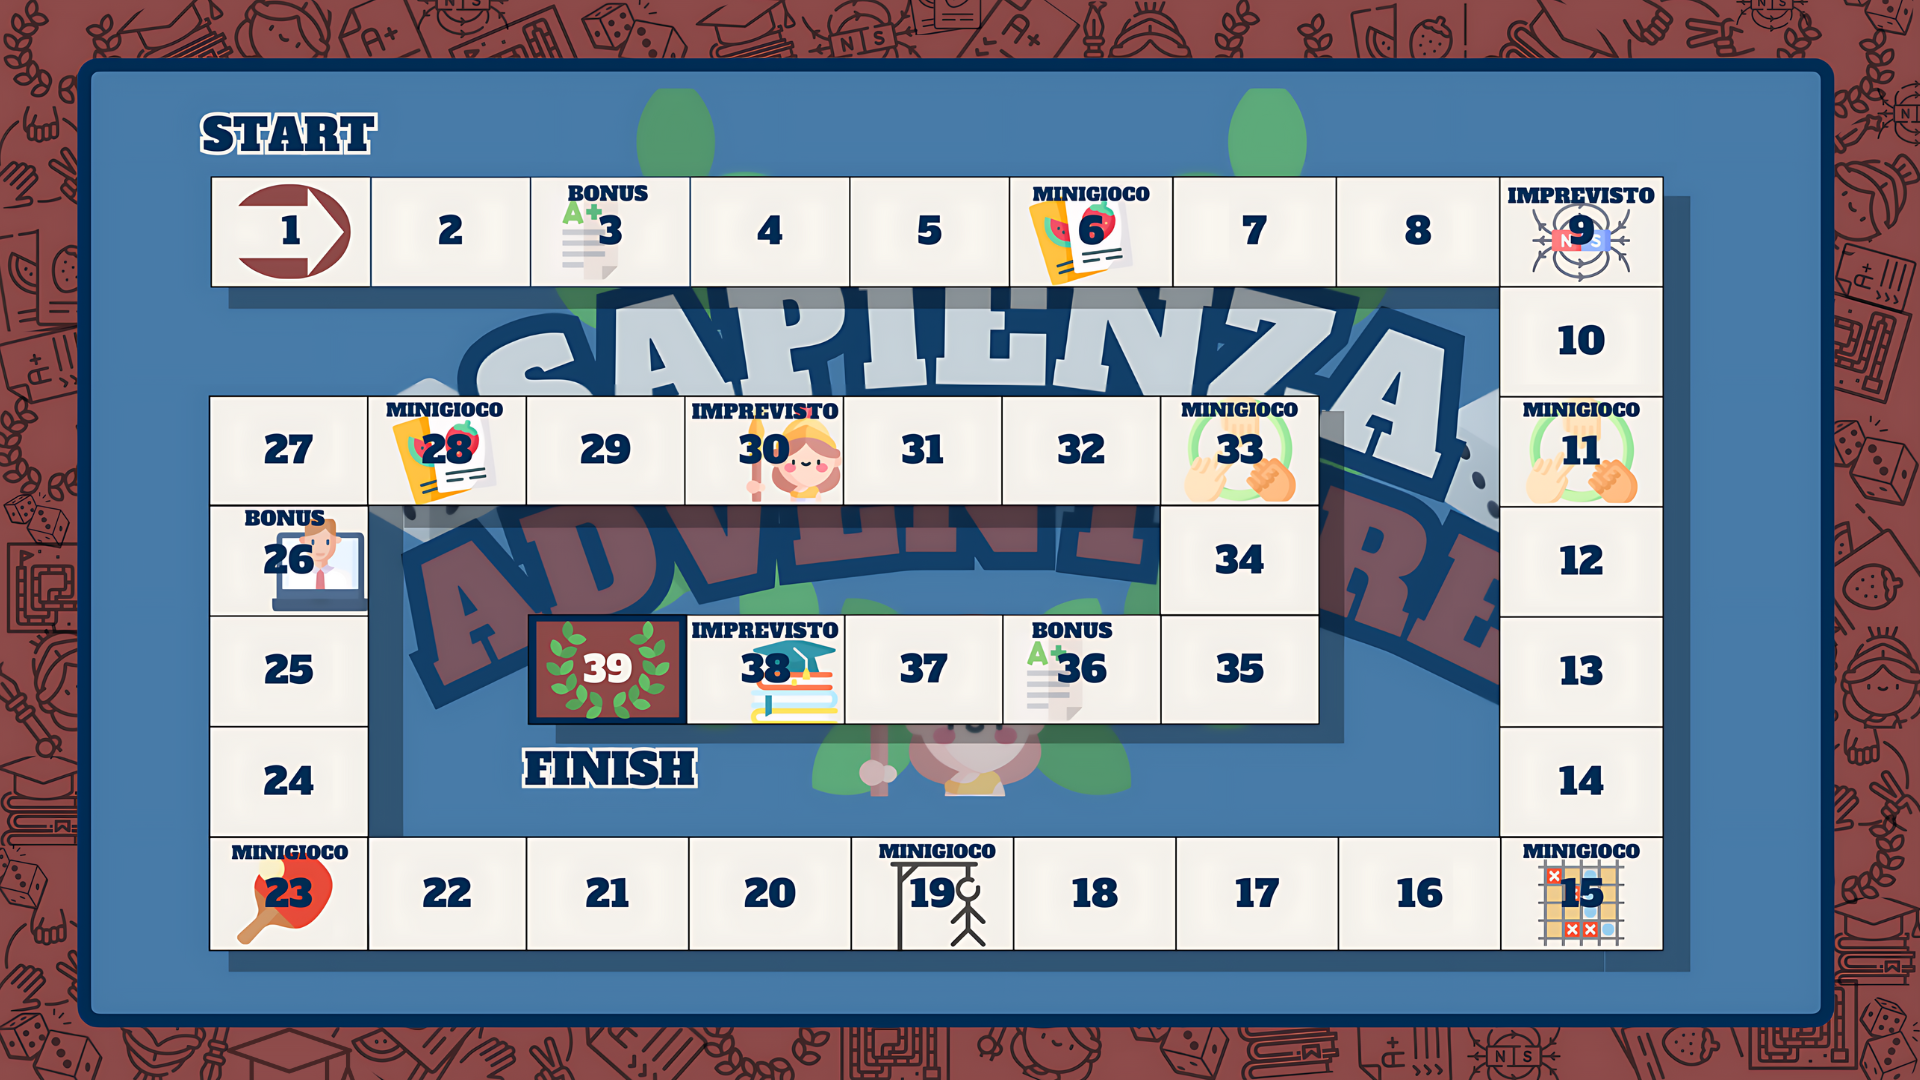 START
1
2
BONUS
A+
3
4
5
MINIGIOCO
6
7
8
IMPREVISTO
N S
9
SAPIENZA
10
27
MINIGIOCO
28
29
IMPREVISTO
30
31
32
MINIGIOCO
33
MINIGIOCO
11
BONUS
26
ADVENT RE
34
12
25
39
IMPREVISTO
38
37
BONUS
A+
36
35
13
24
FINISH
14
MINIGIOCO
23
22
21
20
MINIGIOCO
19
18
17
16
MINIGIOCO
15